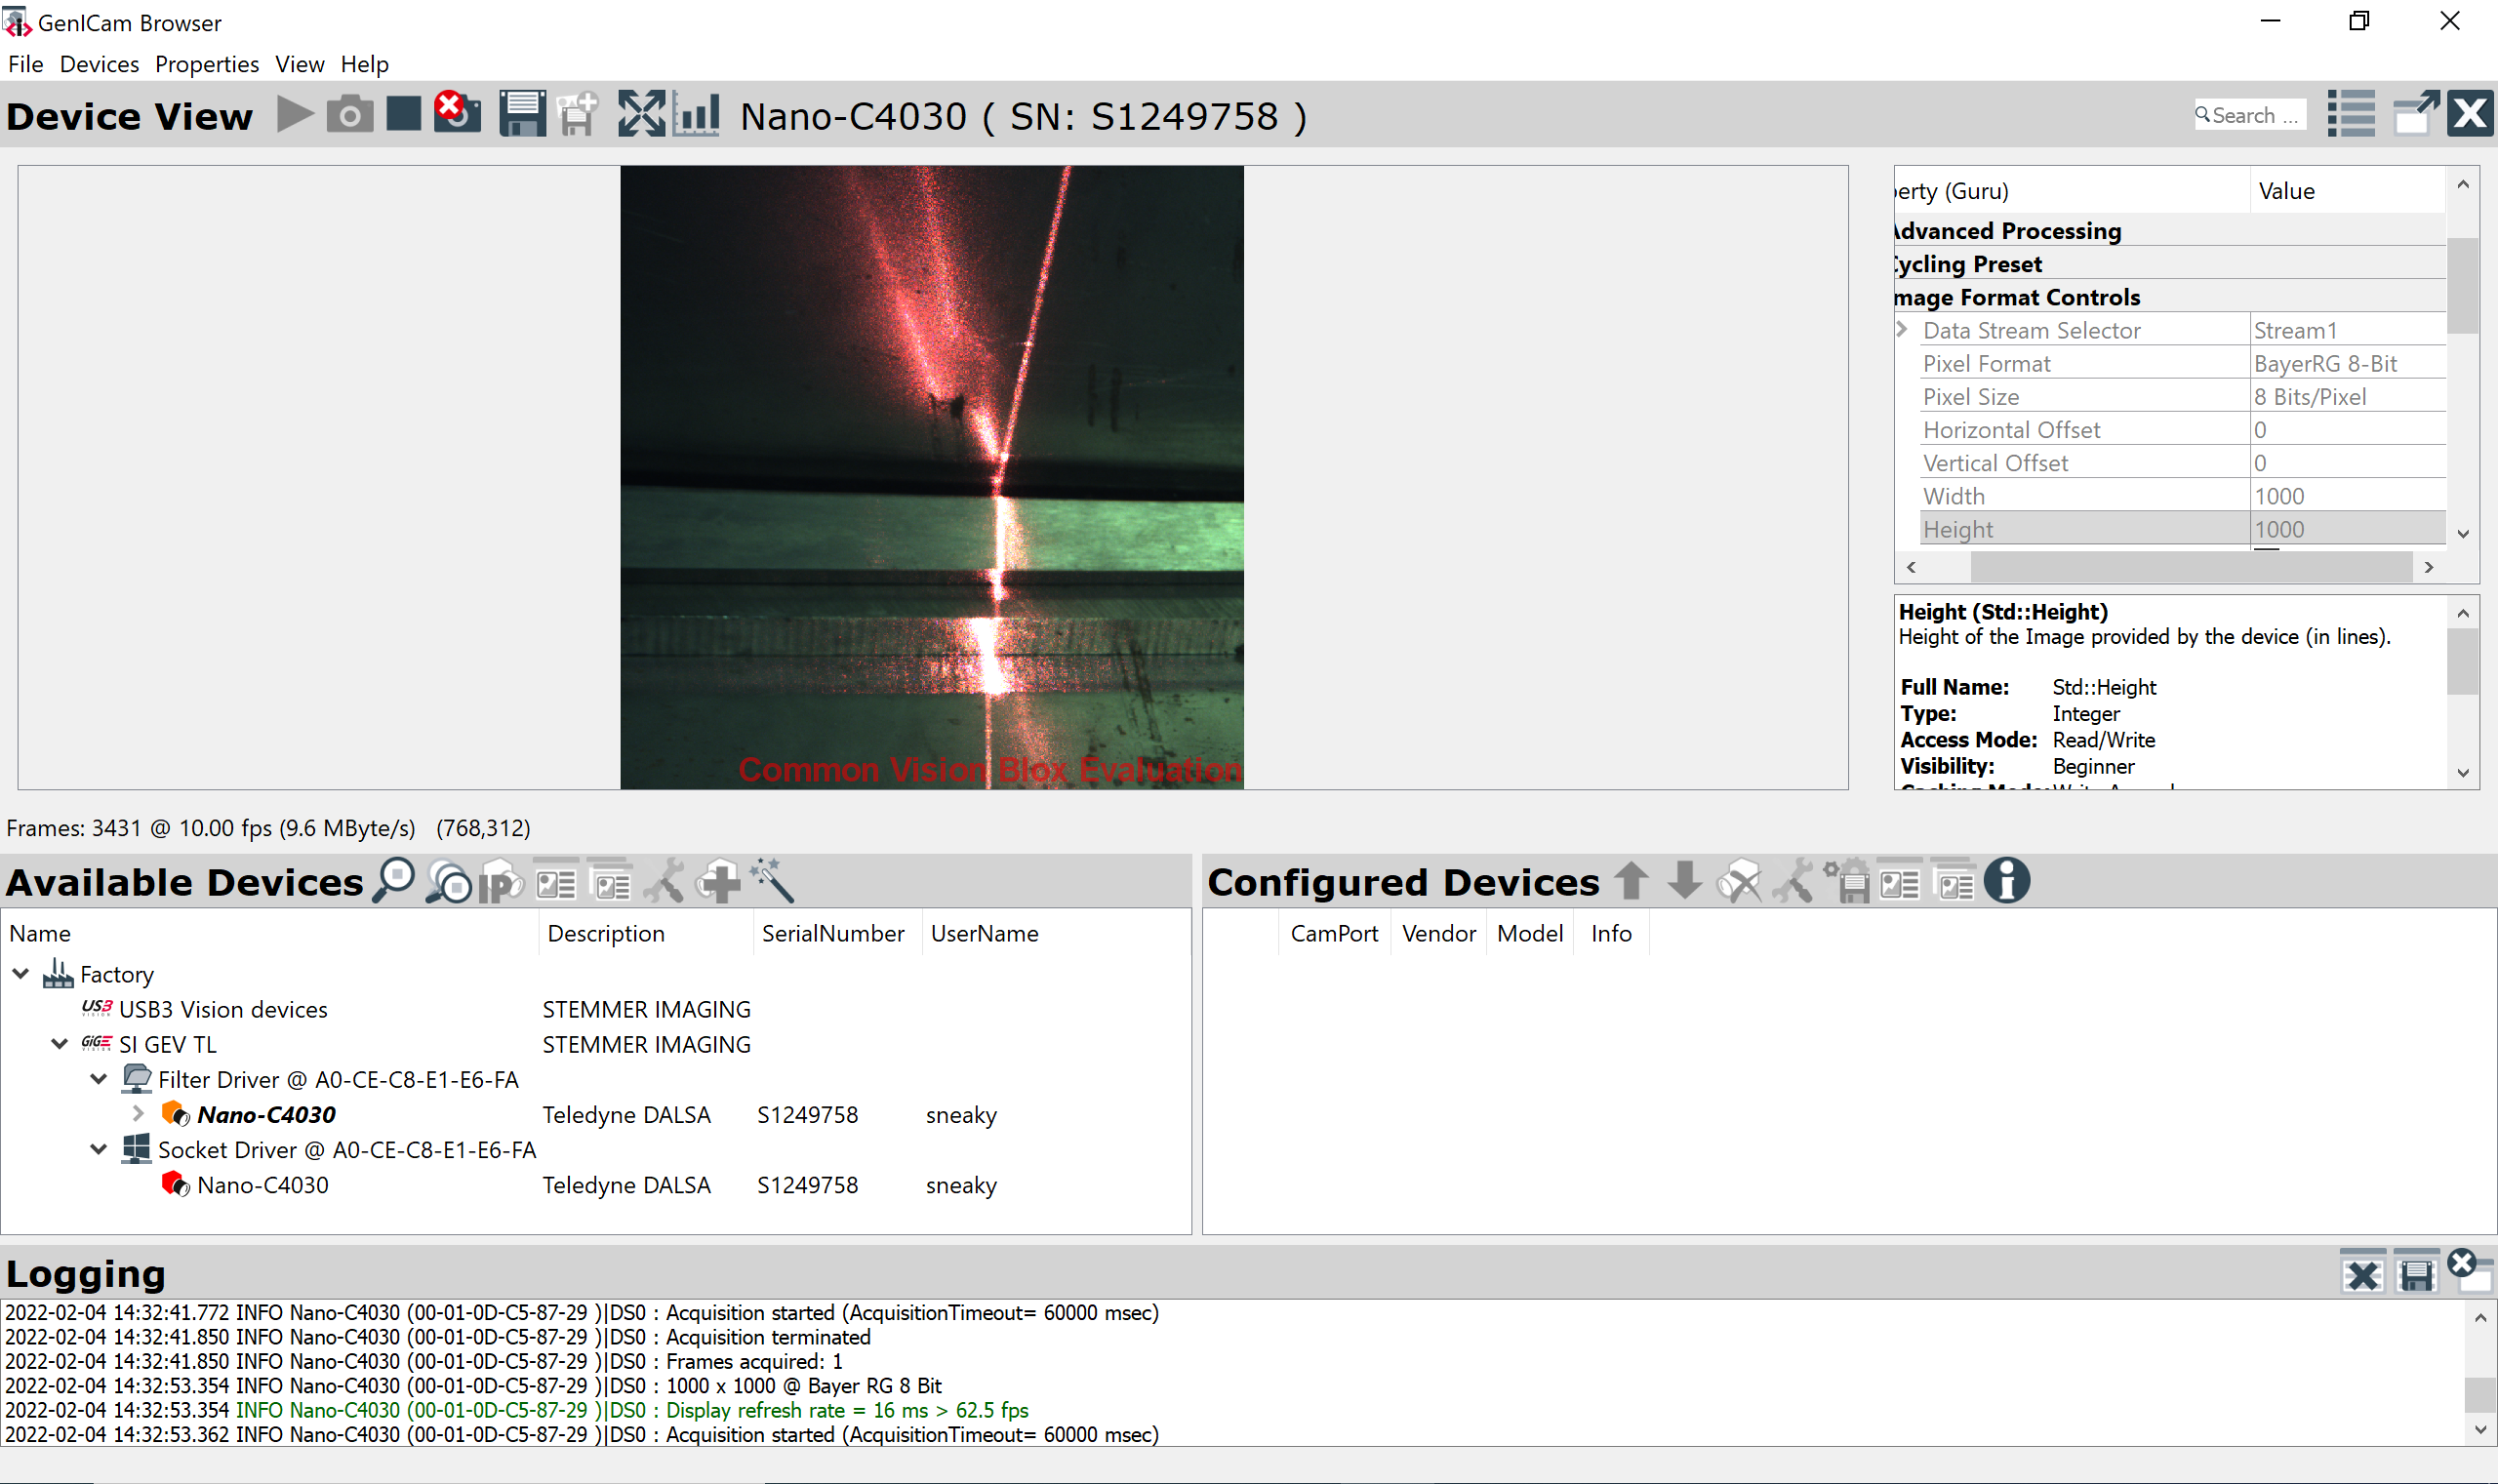 GenICam Browser
File Devices Properties View Help
Device View Nano-C4030 ( SN: S1249758 ) Search ...
erty (Guru) Value
Advanced Processing
Cycling Preset
mage Format Controls
Data Stream Selector Stream1
Pixel Format BayerRG 8-Bit
Pixel Size 8 Bits/Pixel
Horizontal Offset 0
Vertical Offset 0
Width 1000
Height 1000
Height (Std::Height)
Height of the Image provided by the device (in lines).
Full Name: Std::Height
Type: Integer
Access Mode: Read/Write
Visibility: Beginner
Common Vision Blox Evaluation
Frames: 3431 @ 10.00 fps (9.6 MByte/s) (768,312)
Available Devices
IP
Name Description SerialNumber UserName
Factory
USB3 VISION USB3 Vision devices STEMMER IMAGING
GIGE VISION SI GEV TL STEMMER IMAGING
Filter Driver @ A0-CE-C8-E1-E6-FA
Nano-C4030 Teledyne DALSA S1249758 sneaky
Socket Driver @ A0-CE-C8-E1-E6-FA
Nano-C4030 Teledyne DALSA S1249758 sneaky
Configured Devices
CamPort Vendor Model Info
Logging
2022-02-04 14:32:41.772 INFO Nano-C4030 (00-01-0D-C5-87-29 )|DS0 : Acquisition started (AcquisitionTimeout= 60000 msec)
2022-02-04 14:32:41.850 INFO Nano-C4030 (00-01-0D-C5-87-29 )|DS0 : Acquisition terminated
2022-02-04 14:32:41.850 INFO Nano-C4030 (00-01-0D-C5-87-29 )|DS0 : Frames acquired: 1
2022-02-04 14:32:53.354 INFO Nano-C4030 (00-01-0D-C5-87-29 )|DS0 : 1000 x 1000 @ Bayer RG 8 Bit
2022-02-04 14:32:53.354 INFO Nano-C4030 (00-01-0D-C5-87-29 )|DS0 : Display refresh rate = 16 ms > 62.5 fps
2022-02-04 14:32:53.362 INFO Nano-C4030 (00-01-0D-C5-87-29 )|DS0 : Acquisition started (AcquisitionTimeout= 60000 msec)